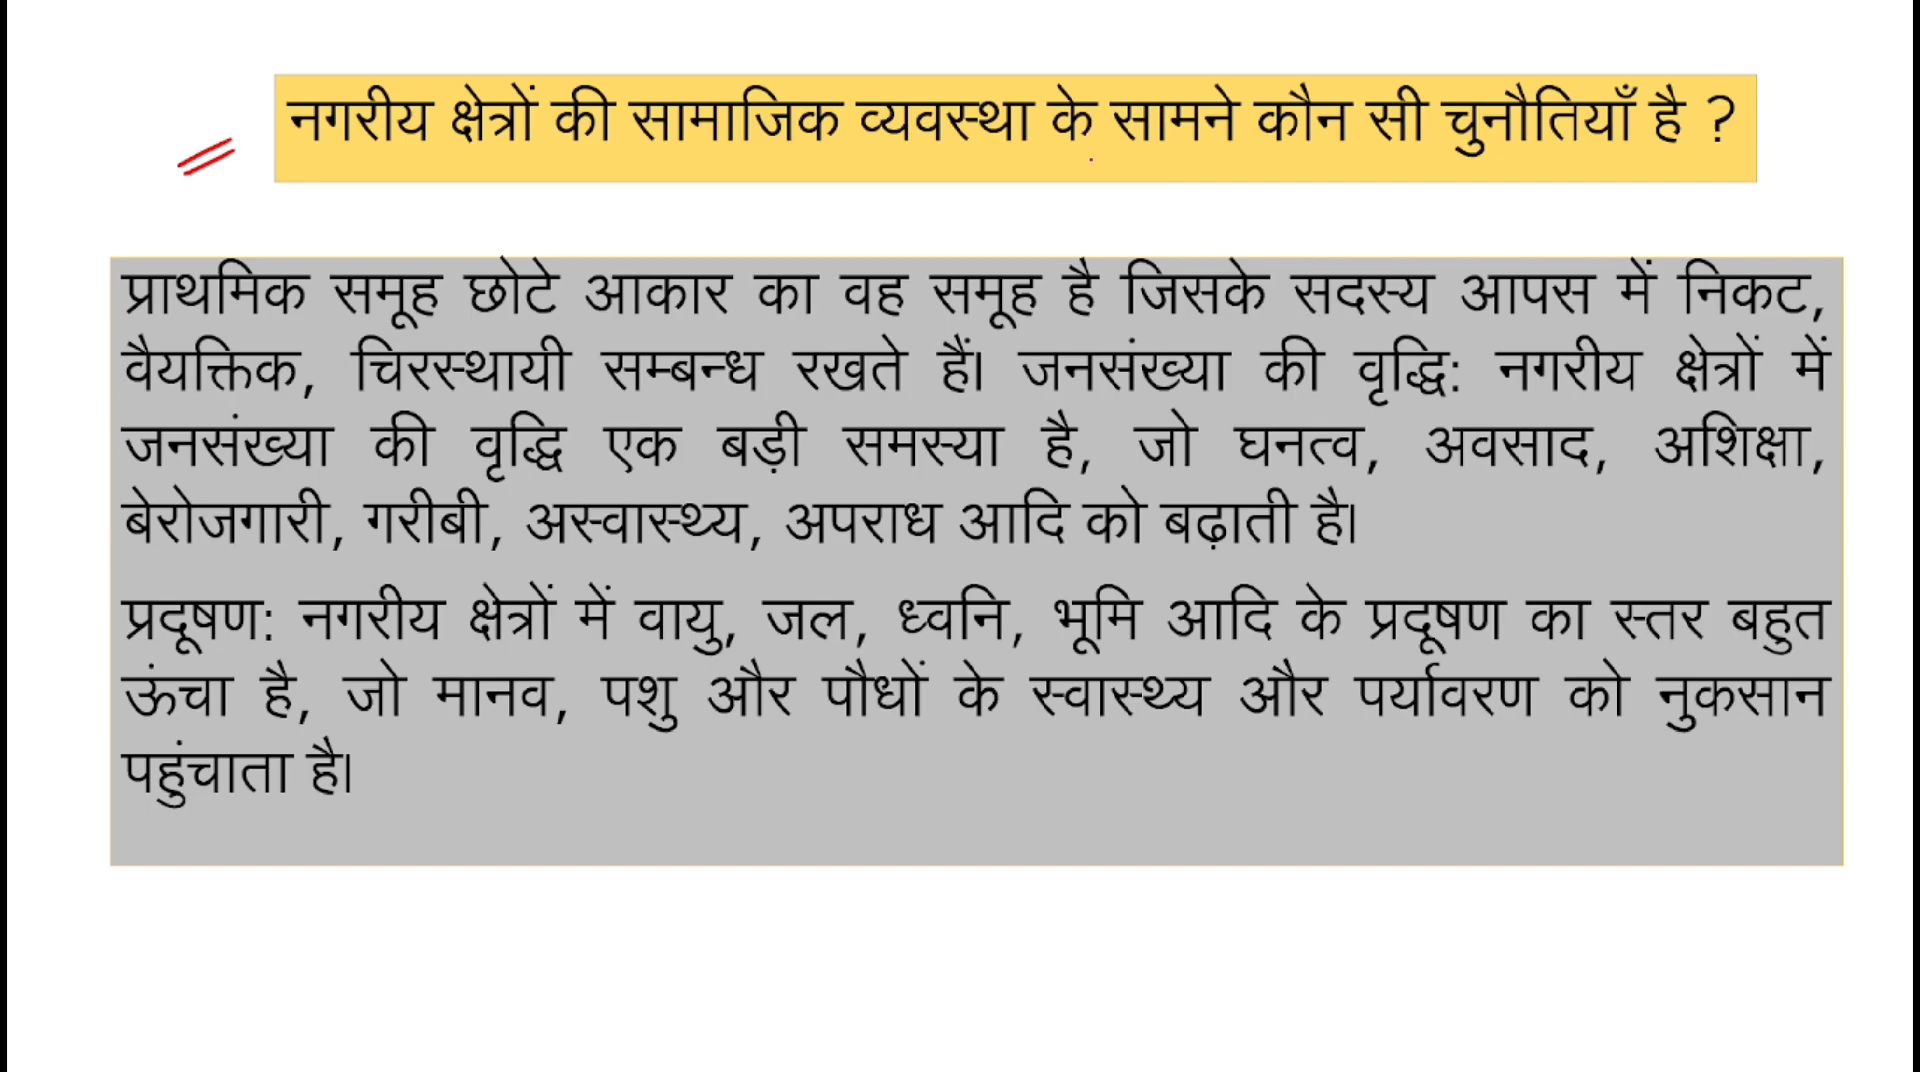 नगरीय क्षेत्रों की सामाजिक व्यवस्था के सामने कौन सी चुनौतियाँ है ?
प्राथमिक समूह छोटे आकार का वह समूह है जिसके सदस्य आपस में निकट,
वैयक्तिक, चिरस्थायी सम्बन्ध रखते हैं। जनसंख्या की वृद्धि: नगरीय क्षेत्रों में
जनसंख्या की वृद्धि एक बड़ी समस्या है, जो घनत्व, अवसाद, अशिक्षा,
बेरोजगारी, गरीबी, अस्वास्थ्य, अपराध आदि को बढ़ाती है।
प्रदूषण: नगरीय क्षेत्रों में वायु, जल, ध्वनि, भूमि आदि के प्रदूषण का स्तर बहुत
ऊंचा है, जो मानव, पशु और पौधों के स्वास्थ्य और पर्यावरण को नुकसान
पहुंचाता है।